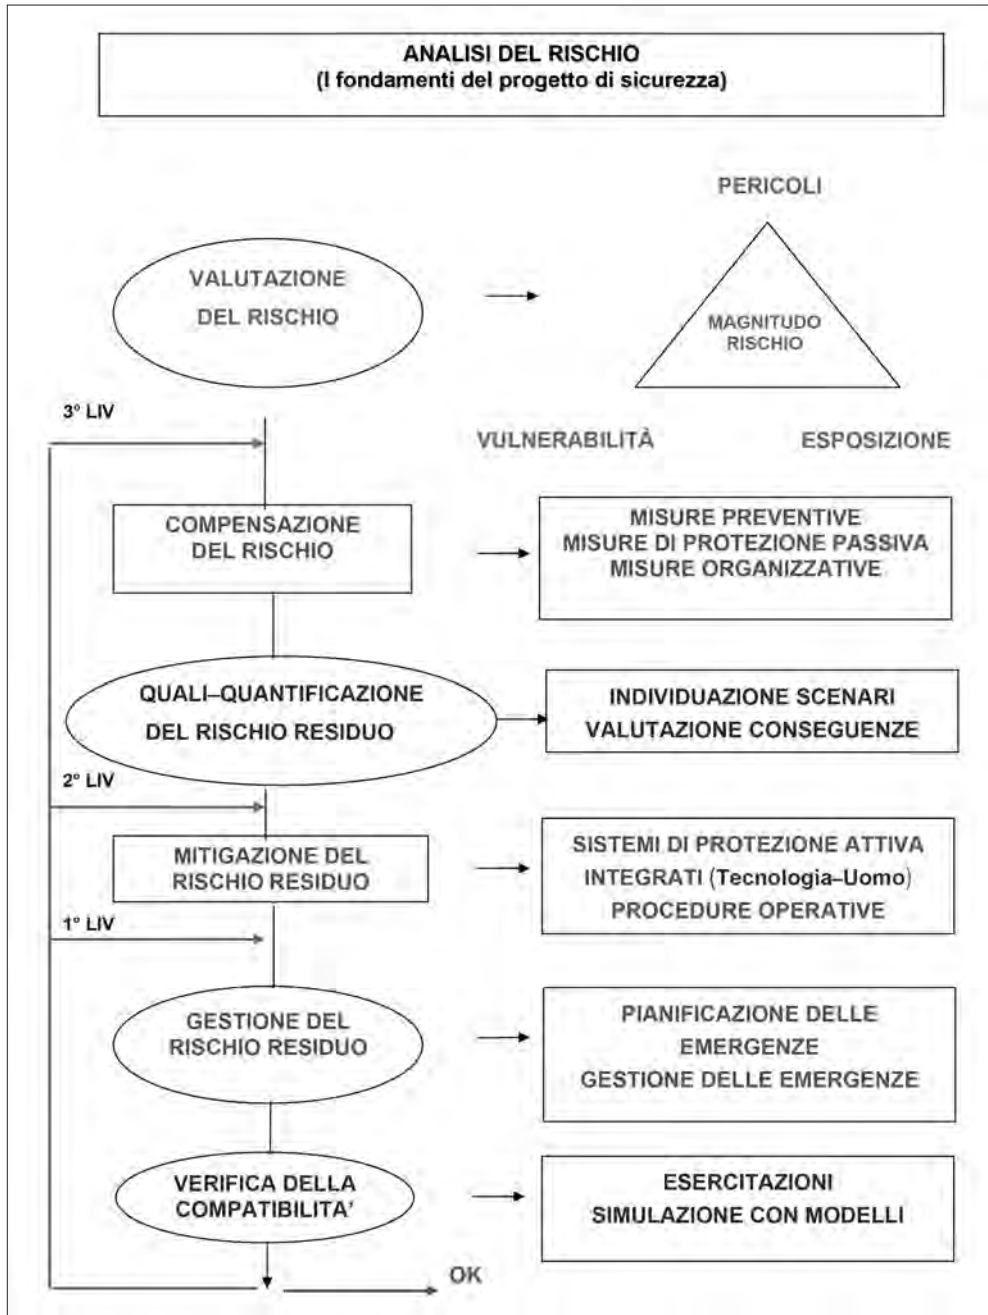 ANALISI DEL RISCHIO
(I fondamenti del progetto di sicurezza)
PERICOLI
VALUTAZIONE
DEL RISCHIO
MAGNITUDO
RISCHIO
3° LIV
VULNERABILITÀ
ESPOSIZIONE
COMPENSAZIONE
DEL RISCHIO
MISURE PREVENTIVE
MISURE DI PROTEZIONE PASSIVA
MISURE ORGANIZZATIVE
QUALI–QUANTIFICAZIONE
DEL RISCHIO RESIDUO
INDIVIDUAZIONE SCENARI
VALUTAZIONE CONSEGUENZE
2° LIV
MITIGAZIONE DEL
RISCHIO RESIDUO
SISTEMI DI PROTEZIONE ATTIVA
INTEGRATI (Tecnologia–Uomo)
PROCEDURE OPERATIVE
1° LIV
GESTIONE DEL
RISCHIO RESIDUO
PIANIFICAZIONE DELLE
EMERGENZE
GESTIONE DELLE EMERGENZE
VERIFICA DELLA
COMPATIBILITA'
ESERCITAZIONI
SIMULAZIONE CON MODELLI
OK